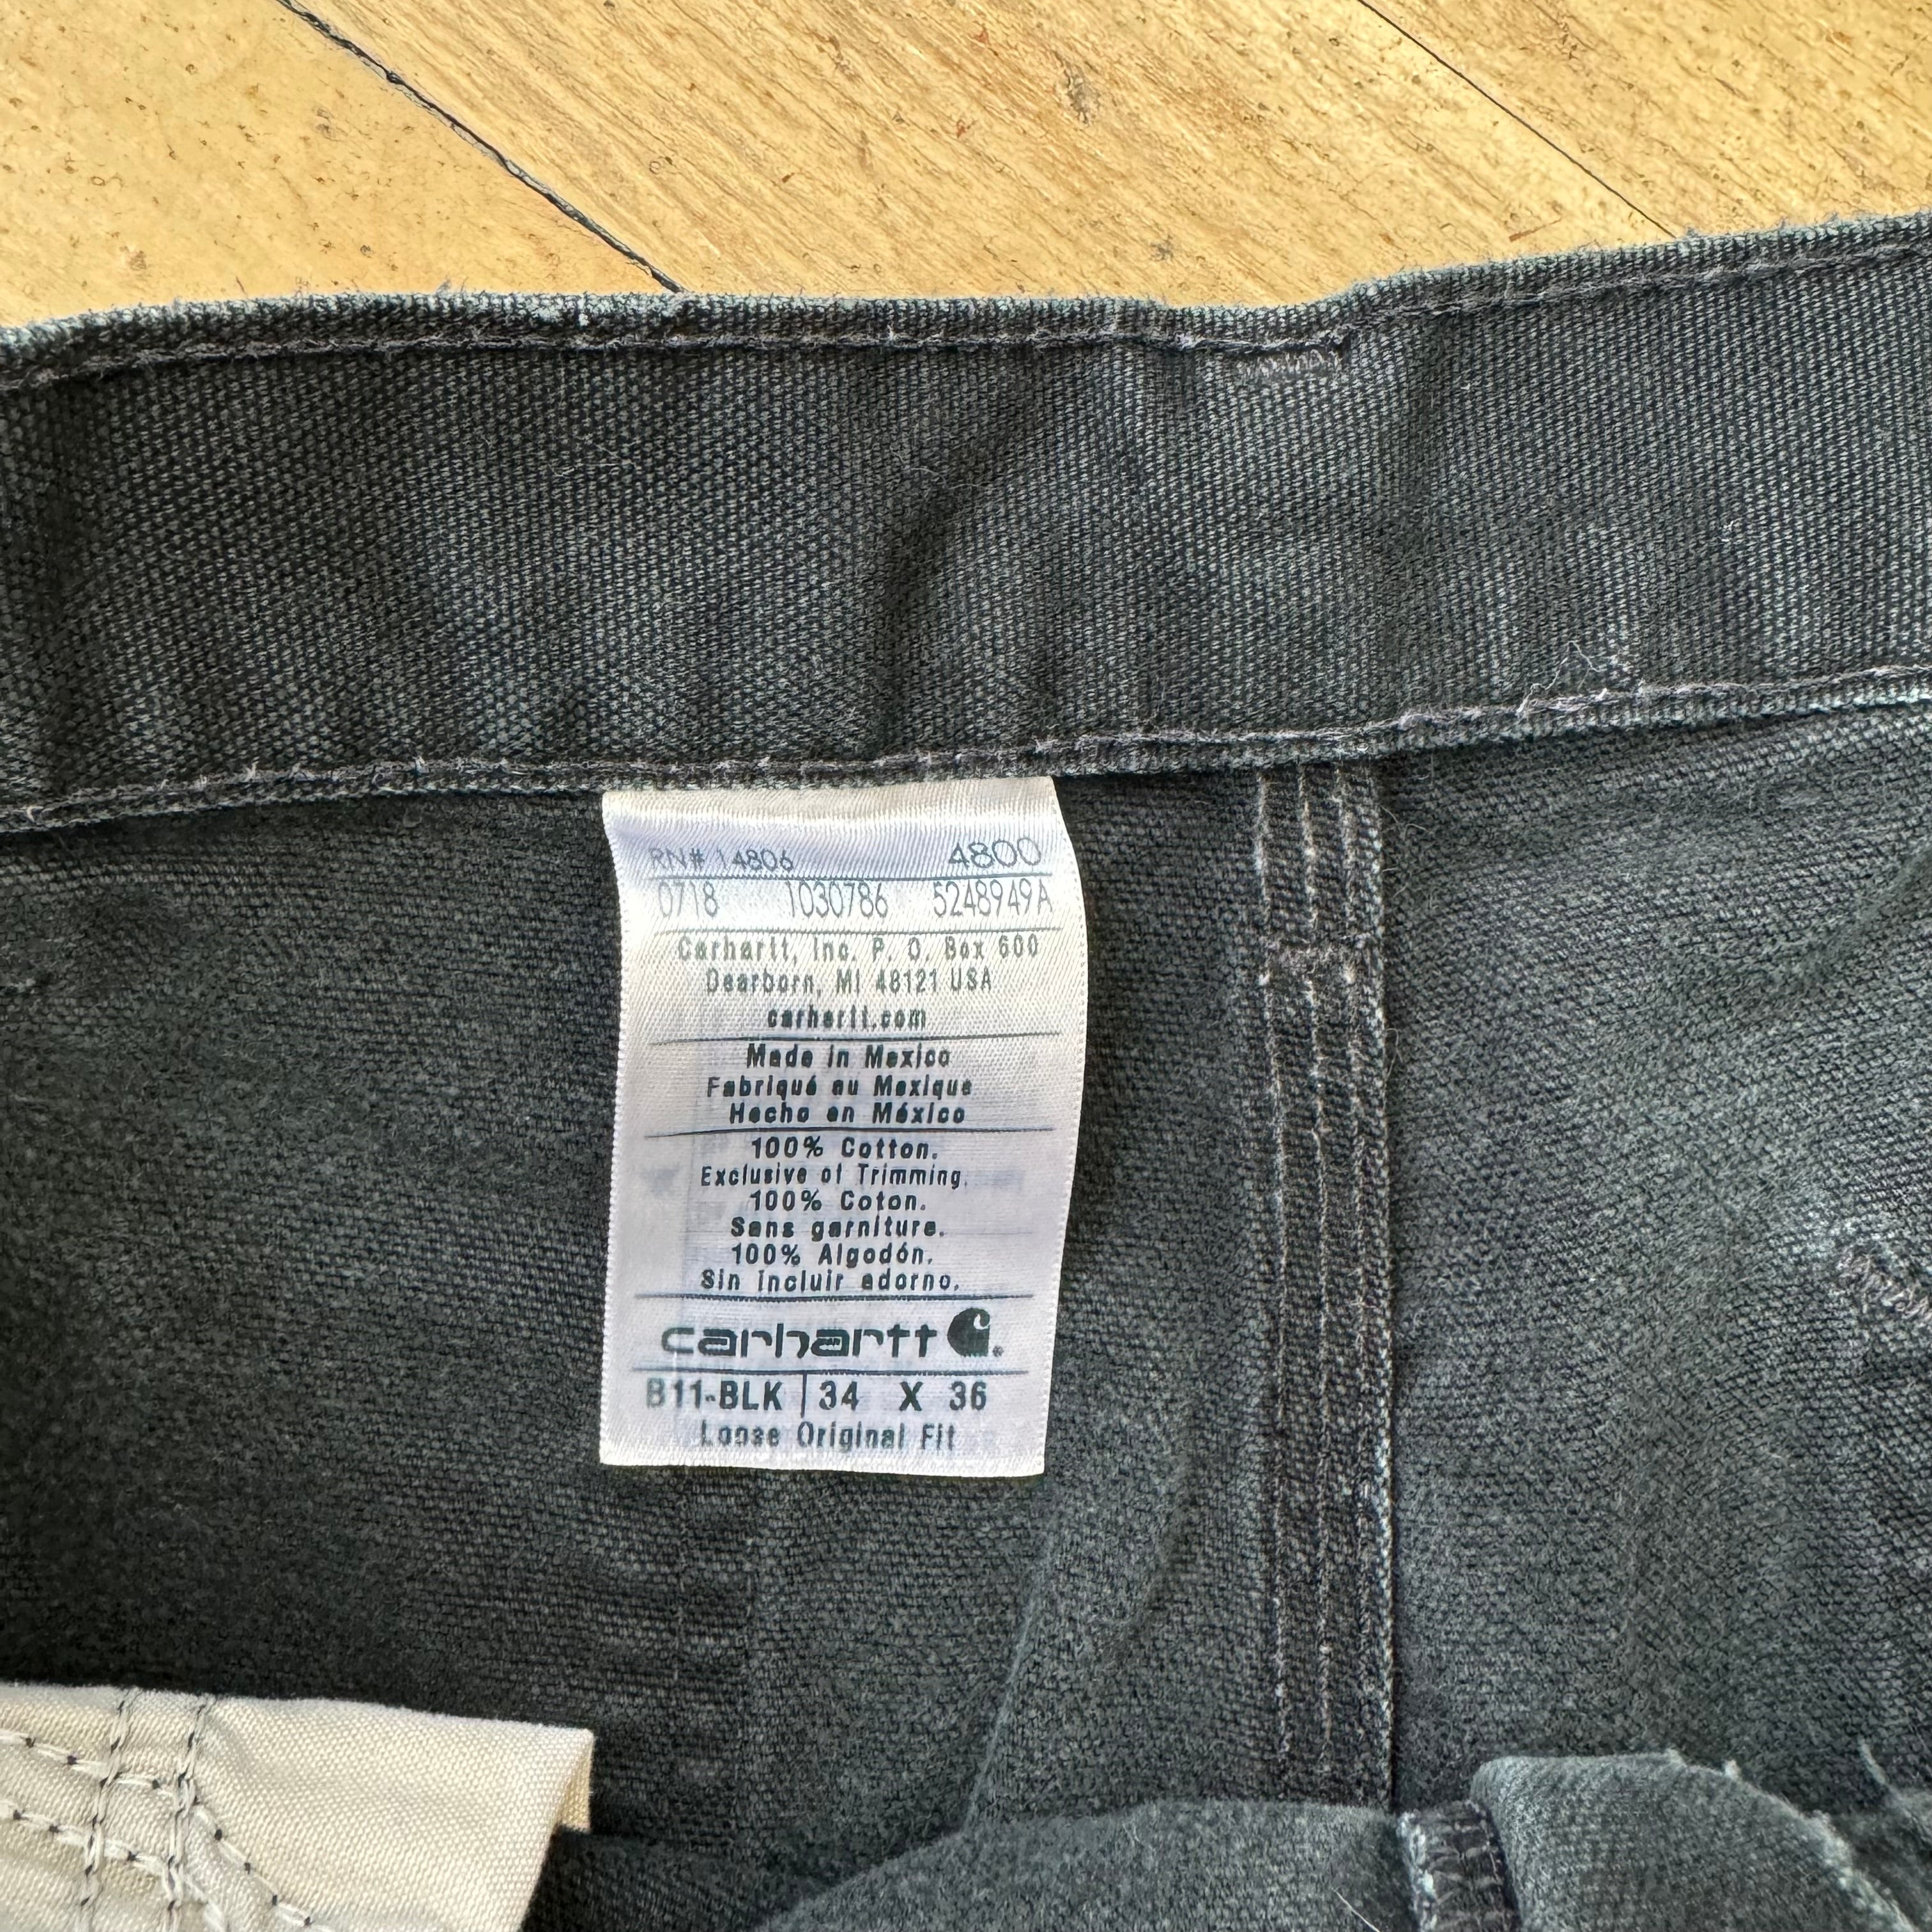 RN# 14806 4800
0718 1030786 5248949A
Carhartt, Inc. P. O. Box 600
Dearborn, MI 48121 USA
carhartt.com
Made in Mexico
Fabriqué au Mexique
Hecho en México
100% Cotton.
Exclusive of Trimming.
100% Coton.
Sans garniture.
100% Algodón.
Sin incluir adorno.
carhartt
B11-BLK | 34 X 36
Loose Original Fit